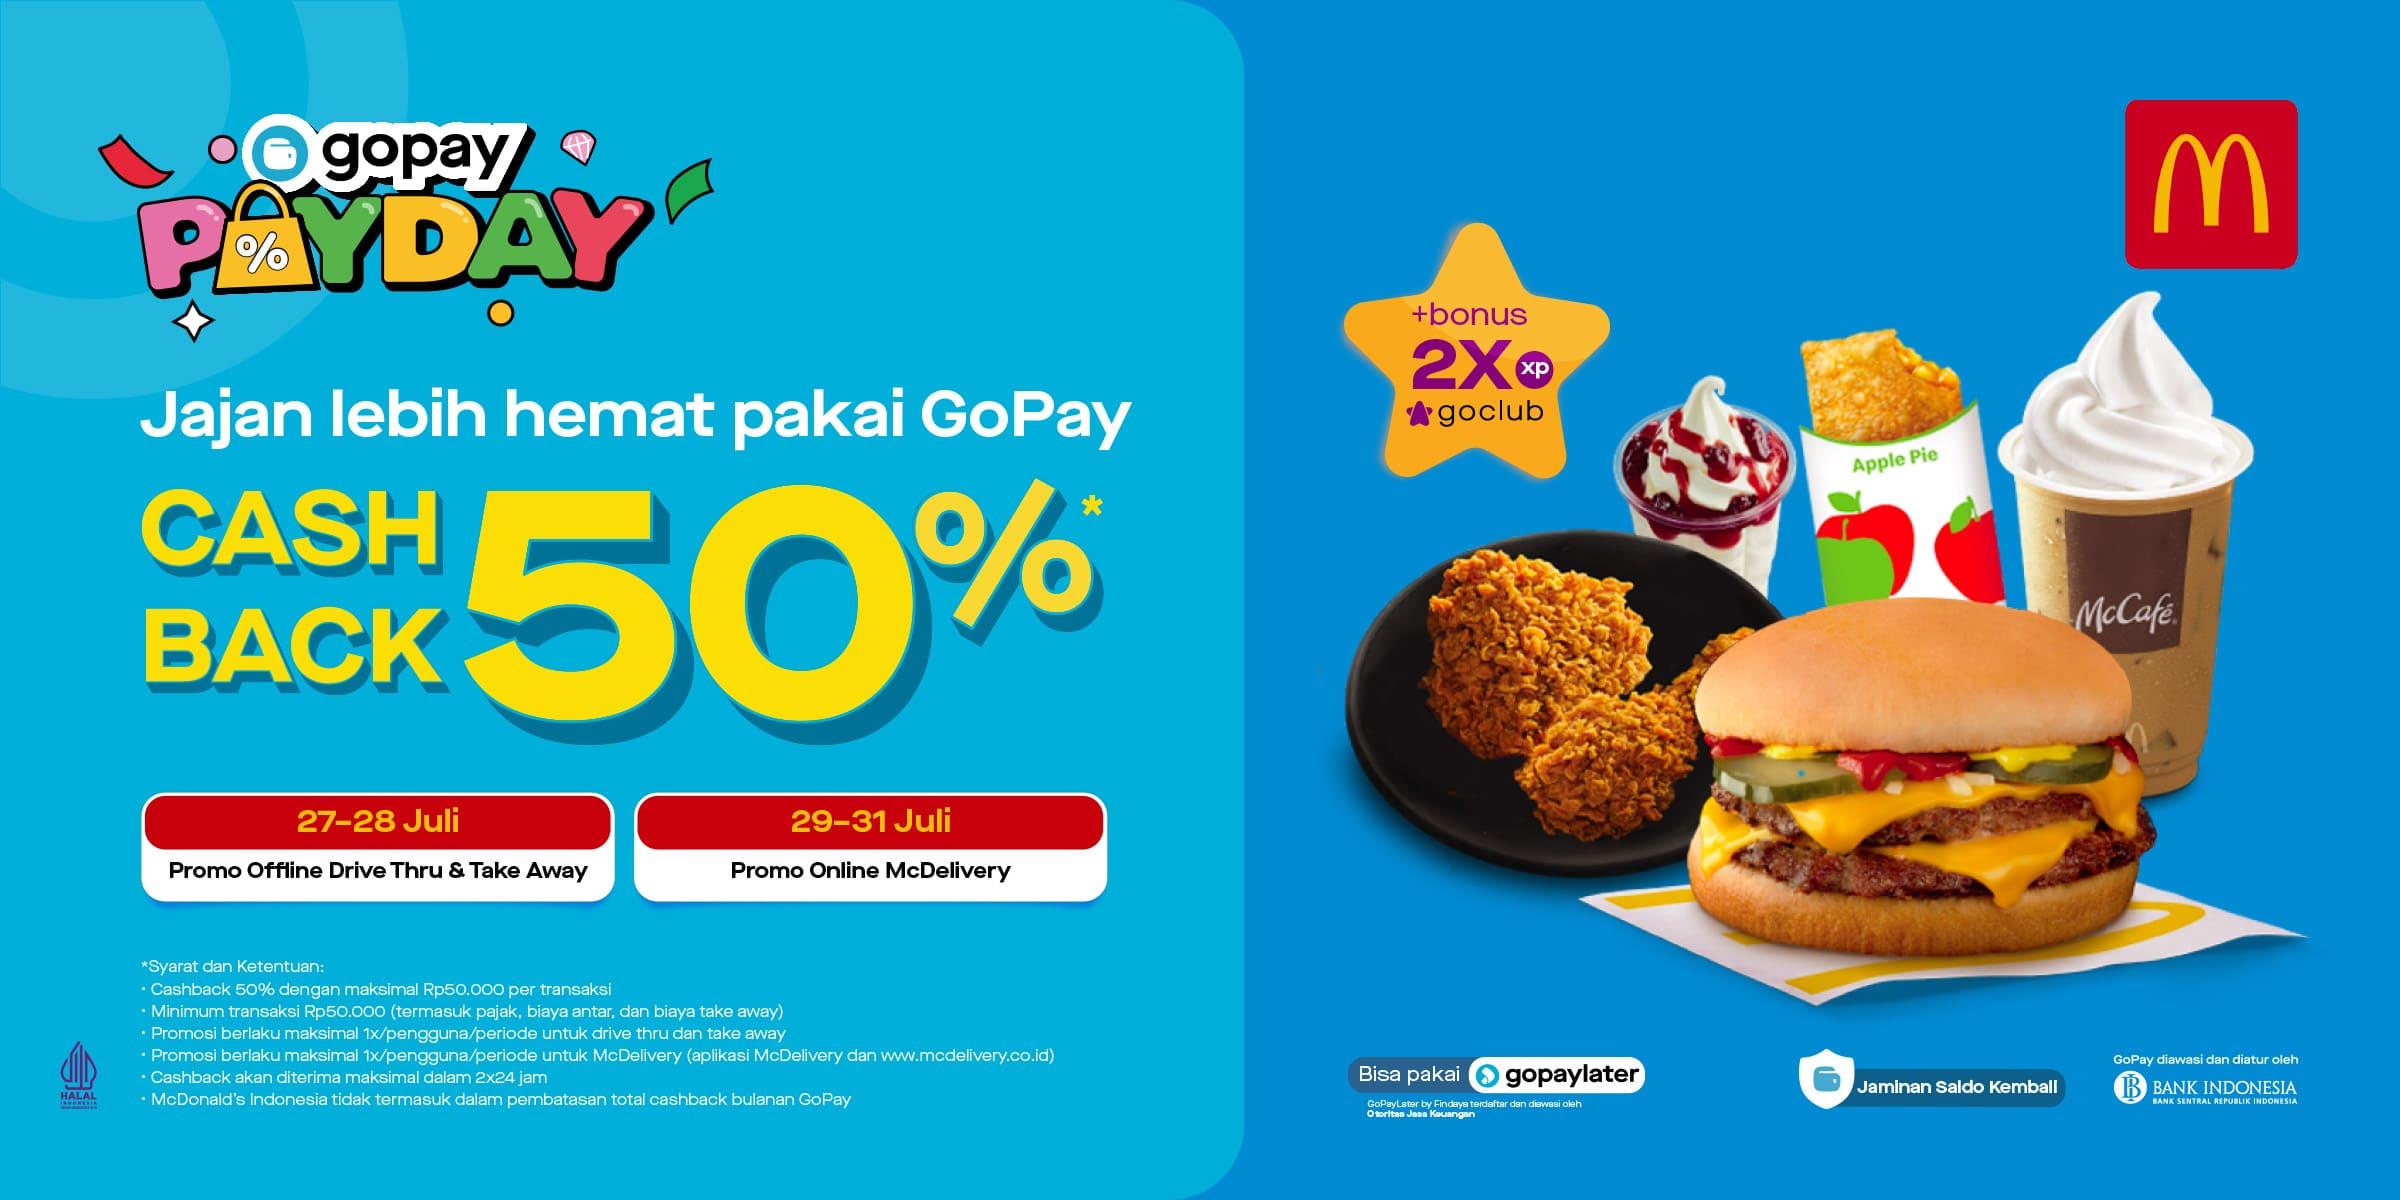 gopay
PAYDAY
%
Jajan lebih hemat pakai GoPay
CASH
BACK
50%*
27–28 Juli
Promo Offline Drive Thru & Take Away
29–31 Juli
Promo Online McDelivery
*Syarat dan Ketentuan:
• Cashback 50% dengan maksimal Rp50.000 per transaksi
• Minimum transaksi Rp50.000 (termasuk pajak, biaya antar, dan biaya take away)
• Promosi berlaku maksimal 1x/pengguna/periode untuk drive thru dan take away
• Promosi berlaku maksimal 1x/pengguna/periode untuk McDelivery (aplikasi McDelivery dan www.mcdelivery.co.id)
• Cashback akan diterima maksimal dalam 2x24 jam
• McDonald's Indonesia tidak termasuk dalam pembatasan total cashback bulanan GoPay
HALAL
INDONESIA
+bonus
2X xp
goclub
M
Apple Pie
McCafé
Bisa pakai gopaylater
GoPayLater by Findaya terdaftar dan diawasi oleh
Otoritas Jasa Keuangan
Jaminan Saldo Kembali
GoPay diawasi dan diatur oleh
BANK INDONESIA
BANK SENTRAL REPUBLIK INDONESIA